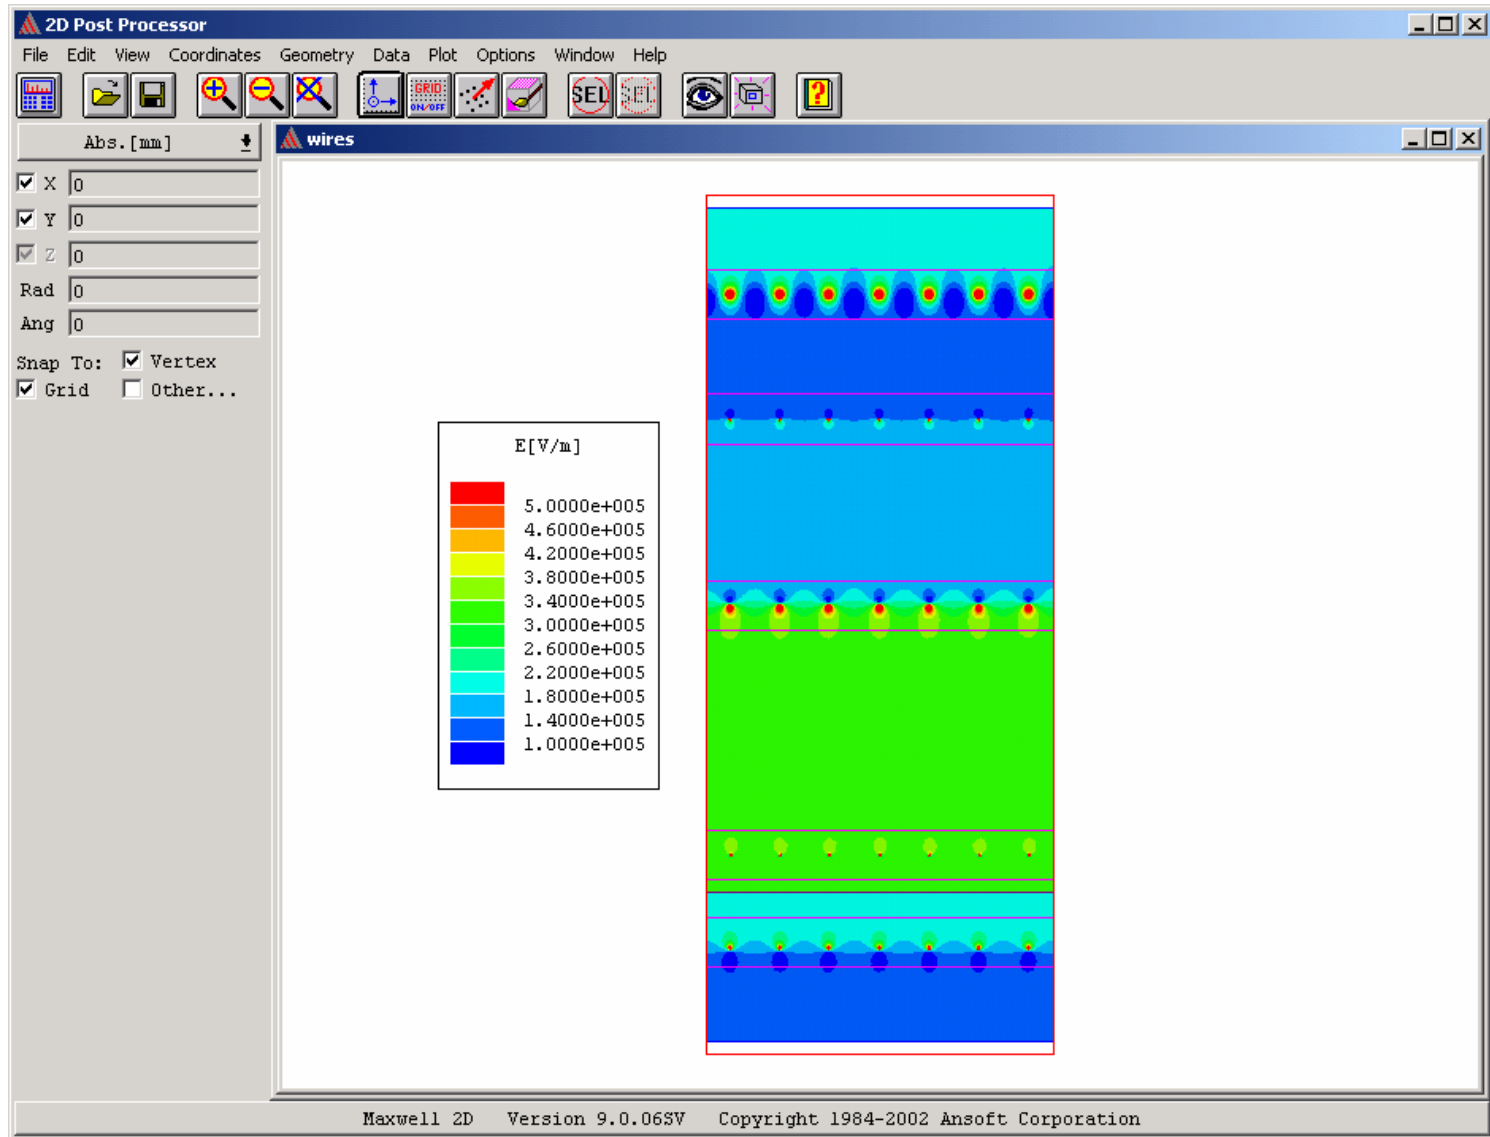 2D Post Processor
File Edit View Coordinates Geometry Data Plot Options Window Help
GRID
ON/OFF
SEL
SEL
?
Abs.[mm]
wires
X 0
Y 0
Z 0
Rad 0
Ang 0
Snap To: Vertex
Grid Other...
E[V/m]
5.0000e+005
4.6000e+005
4.2000e+005
3.8000e+005
3.4000e+005
3.0000e+005
2.6000e+005
2.2000e+005
1.8000e+005
1.4000e+005
1.0000e+005
Maxwell 2D Version 9.0.06SV Copyright 1984-2002 Ansoft Corporation